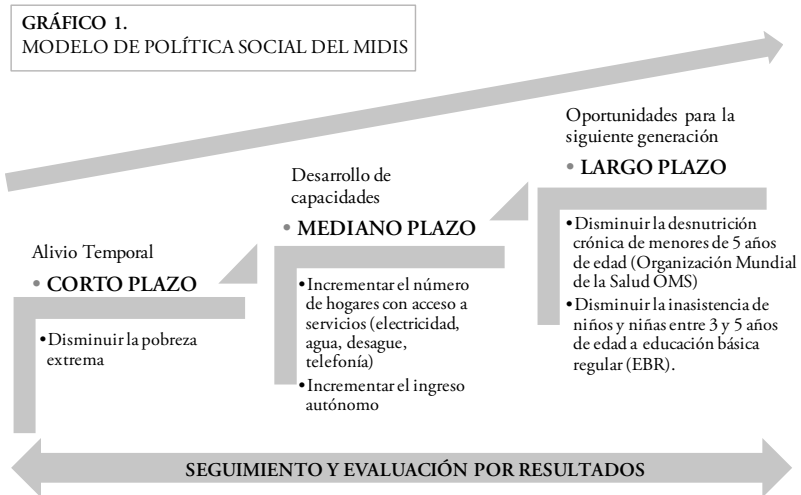 GRÁFICO 1.
MODELO DE POLÍTICA SOCIAL DEL MIDIS
Alivio Temporal
• CORTO PLAZO
•Disminuir la pobreza
extrema
Desarrollo de
capacidades
• MEDIANO PLAZO
•Incrementar el número
de hogares con acceso a
servicios (electricidad,
agua, desague,
telefonía)
•Incrementar el ingreso
autónomo
Oportunidades para la
siguiente generación
• LARGO PLAZO
•Disminuir la desnutrición
crónica de menores de 5 años
de edad (Organización Mundial
de la Salud OMS)
•Disminuir la inasistencia de
niños y niñas entre 3 y 5 años
de edad a educación básica
regular (EBR).
SEGUIMIENTO Y EVALUACIÓN POR RESULTADOS